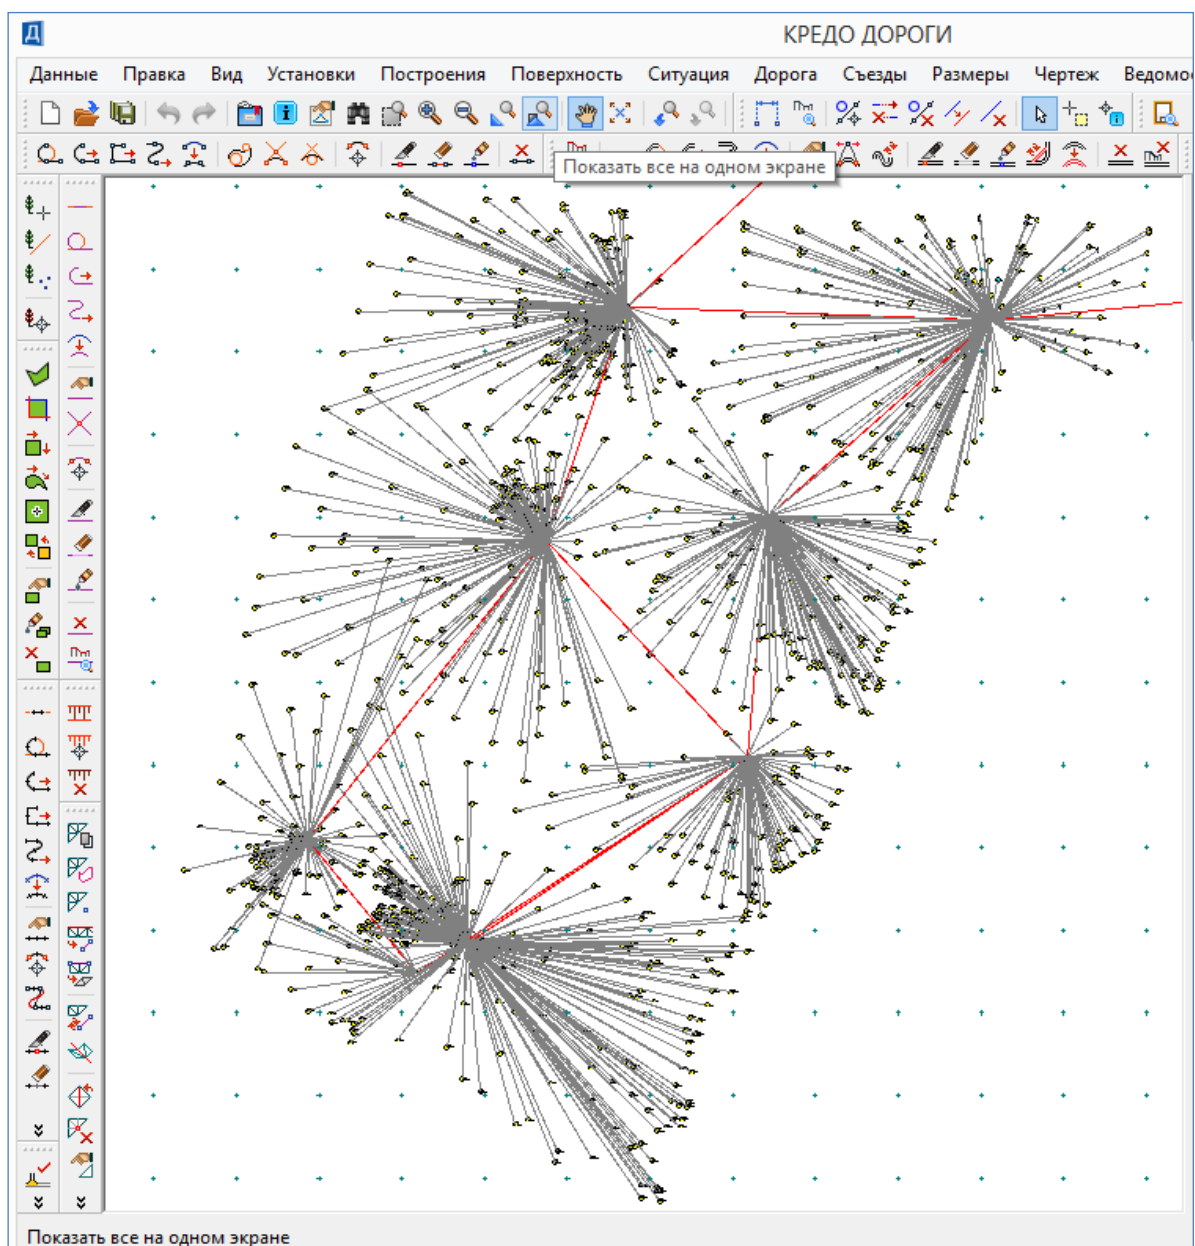 КРЕДО ДОРОГИ
Данные Правка Вид Установки Построения Поверхность Ситуация Дорога Съезды Размеры Чертеж Ведомо
Показать все на одном экране
Показать все на одном экране